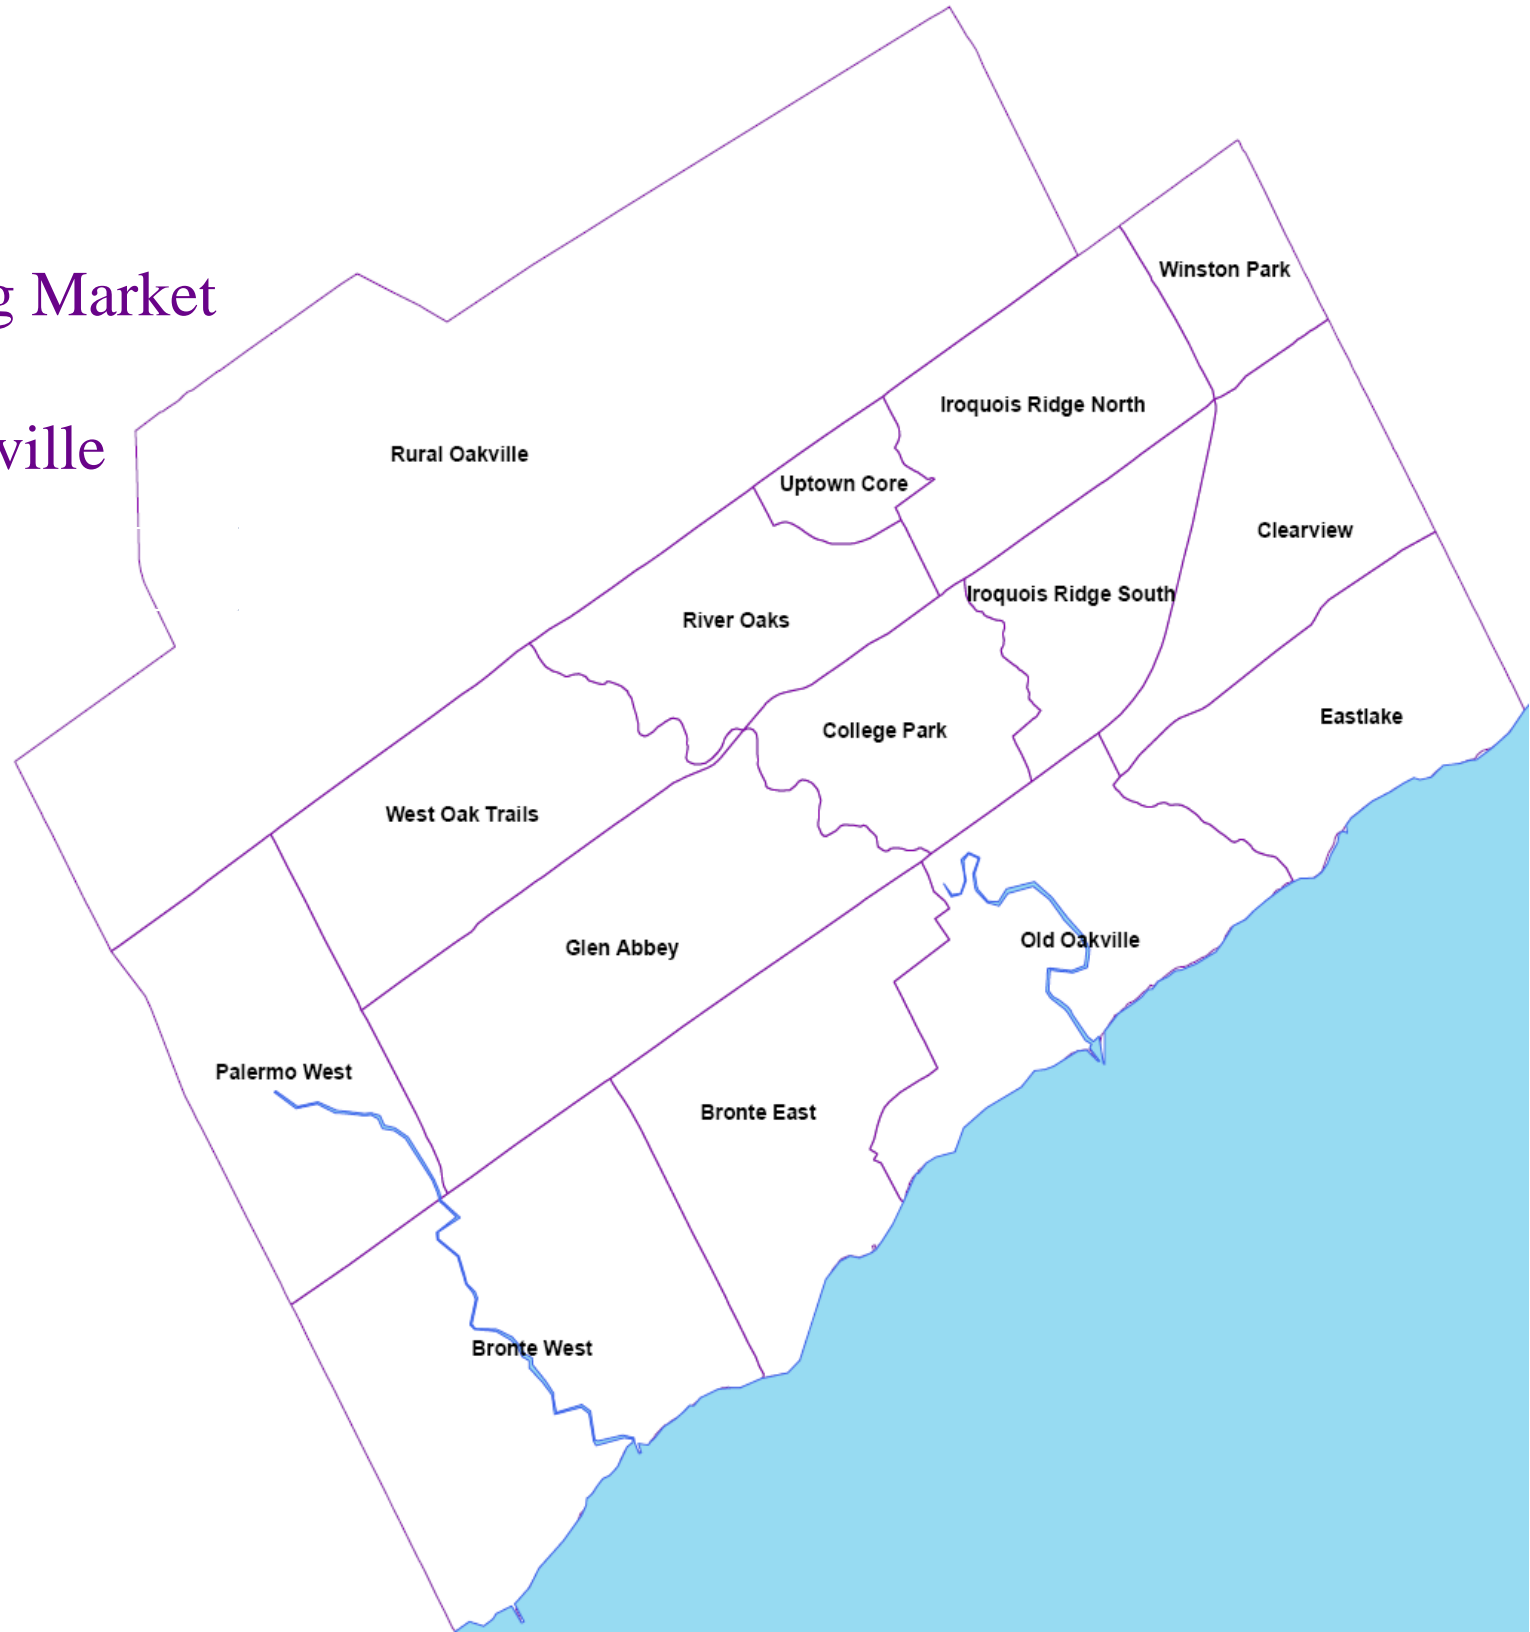 g Market
ville
Winston Park
Iroquois Ridge North
Rural Oakville
Uptown Core
Clearview
Iroquois Ridge South
River Oaks
Eastlake
College Park
West Oak Trails
Old Oakville
Glen Abbey
Palermo West
Bronte East
Bronte West